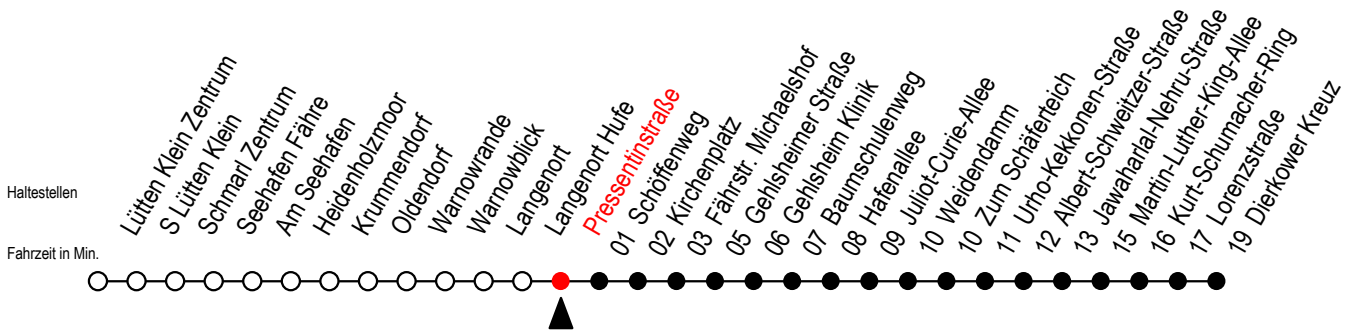 Haltestellen
Fahrzeit in Min.
Lütten Klein Zentrum
S Lütten Klein
Schmarl Zentrum
Seehafen Fähre
Am Seehafen
Heidenholzmoor
Krummendorf
Oldendorf
Warnowrande
Warnowblick
Langenort
Langenort Hufe
Pressentinstraße
01 Schöffenweg
02 Kirchenplatz
03 Fährstr. Michaelshof
05 Gehlsheimer Straße
06 Gehlsheim Klinik
07 Baumschulenweg
08 Hafenallee
09 Juliot-Curie-Allee
10 Weidendamm
10 Zum Schäferteich
11 Urho-Kekkonen-Straße
12 Albert-Schweitzer-Straße
13 Jawaharlal-Nehru-Straße
15 Martin-Luther-King-Allee
16 Kurt-Schumacher-Ring
17 Lorenzstraße
19 Dierkower Kreuz